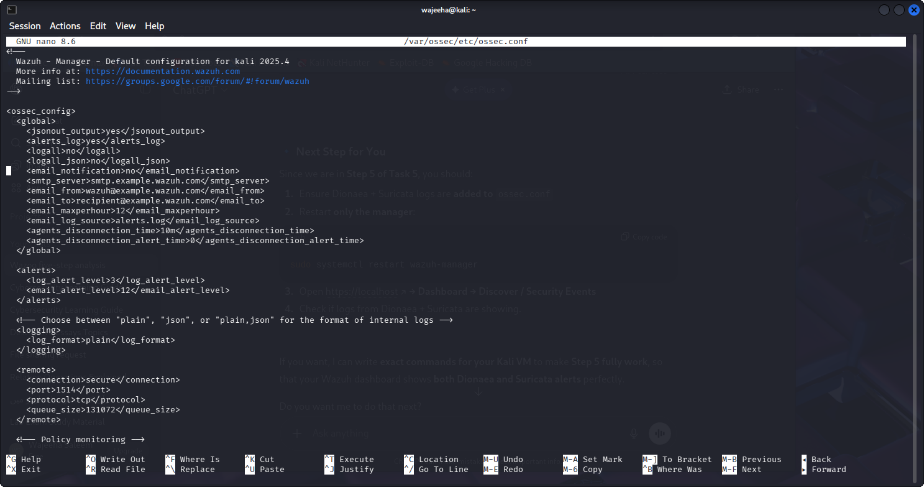 wajeeha@kali: ~
Session Actions Edit View Help
GNU nano 8.6 /var/ossec/etc/ossec.conf
<!--
Wazuh - Manager - Default configuration for kali 2025.4
More info at: https://documentation.wazuh.com
Mailing list: https://groups.google.com/forum/#!forum/wazuh
-->
<ossec_config>
<global>
<jsonout_output>yes</jsonout_output>
<alerts_log>yes</alerts_log>
<logall>no</logall>
<logall_json>no</logall_json>
<email_notification>no</email_notification>
<smtp_server>smtp.example.wazuh.com</smtp_server>
<email_from>wazuh@example.wazuh.com</email_from>
<email_to>recipient@example.wazuh.com</email_to>
<email_maxperhour>12</email_maxperhour>
<email_log_source>alerts.log</email_log_source>
<agents_disconnection_time>10m</agents_disconnection_time>
<agents_disconnection_alert_time>0</agents_disconnection_alert_time>
</global>
<alerts>
<log_alert_level>3</log_alert_level>
<email_alert_level>12</email_alert_level>
</alerts>
<!-- Choose between "plain", "json", or "plain,json" for the format of internal logs -->
<logging>
<log_format>plain</log_format>
</logging>
<remote>
<connection>secure</connection>
<port>1514</port>
<protocol>tcp</protocol>
<queue_size>131072</queue_size>
</remote>
<!-- Policy monitoring -->
^G Help ^O Write Out ^F Where Is ^K Cut ^T Execute ^C Location M-U Undo M-A Set Mark M-] To Bracket M-B Previous ◂ Back
^X Exit ^R Read File ^\ Replace ^U Paste ^J Justify ^/ Go To Line M-E Redo M-6 Copy ^B Where Was M-F Next ▸ Forward
Next Step for You